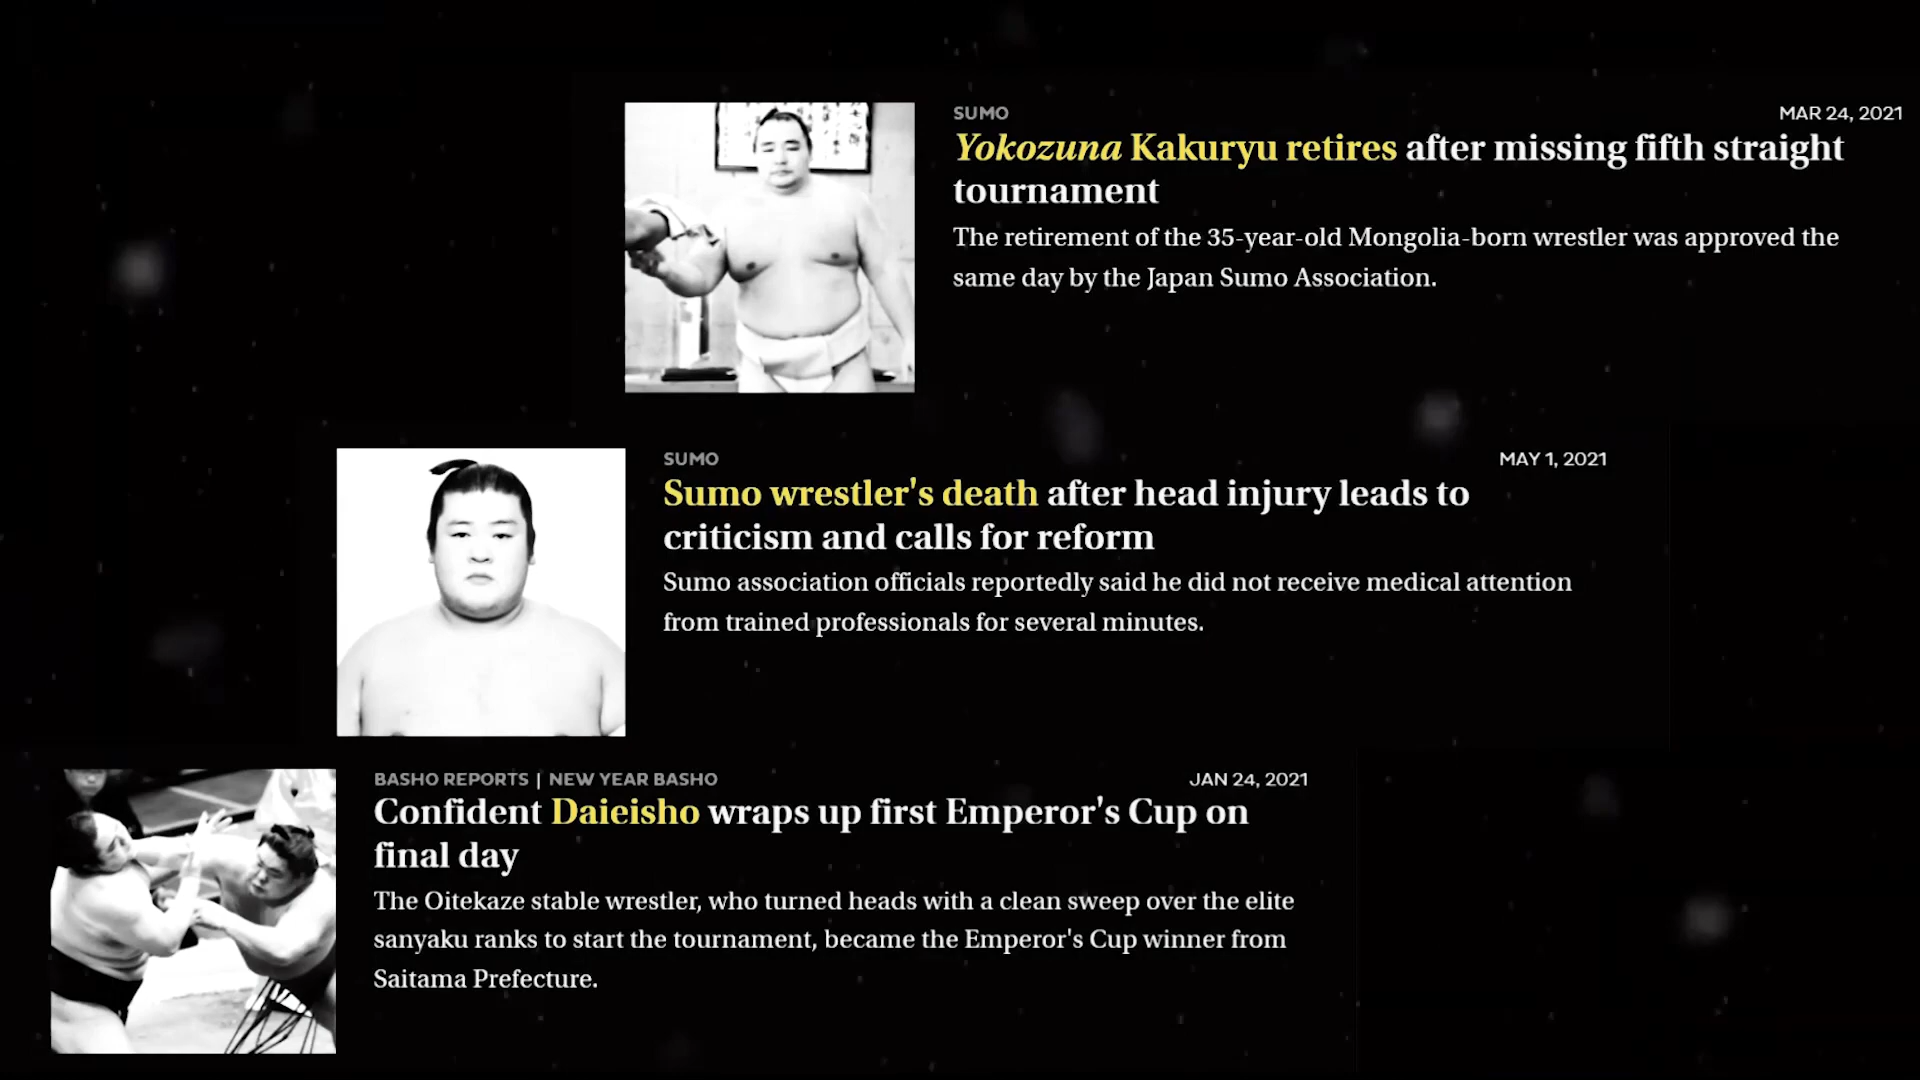 SUMO
MAR 24, 2021
Yokozuna Kakuryu retires after missing fifth straight
tournament
The retirement of the 35-year-old Mongolia-born wrestler was approved the
same day by the Japan Sumo Association.
SUMO
MAY 1, 2021
Sumo wrestler's death after head injury leads to
criticism and calls for reform
Sumo association officials reportedly said he did not receive medical attention
from trained professionals for several minutes.
BASHO REPORTS | NEW YEAR BASHO
JAN 24, 2021
Confident Daieisho wraps up first Emperor's Cup on
final day
The Oitekaze stable wrestler, who turned heads with a clean sweep over the elite
sanyaku ranks to start the tournament, became the Emperor's Cup winner from
Saitama Prefecture.